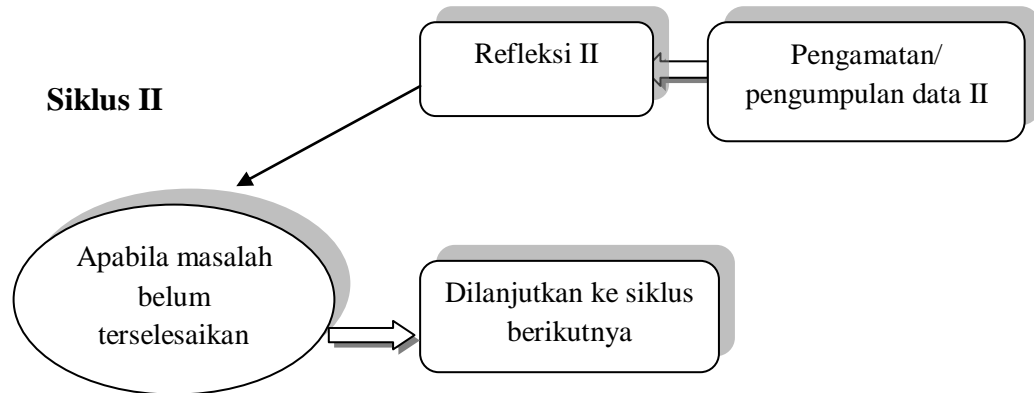 Refleksi II
Pengamatan/
pengumpulan data II
Siklus II
Apabila masalah
belum
terselesaikan
Dilanjutkan ke siklus
berikutnya